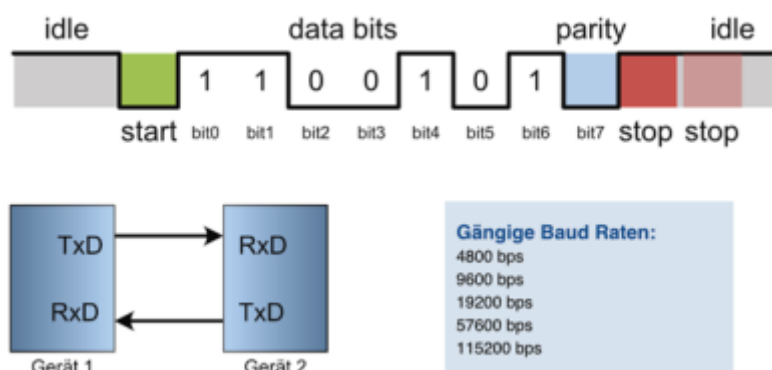 idle data bits parity idle
1 1 0 0 1 0 1
start bit0 bit1 bit2 bit3 bit4 bit5 bit6 bit7 stop stop
TxD RxD
RxD TxD
Gerät 1 Gerät 2
Gängige Baud Raten:
4800 bps
9600 bps
19200 bps
57600 bps
115200 bps